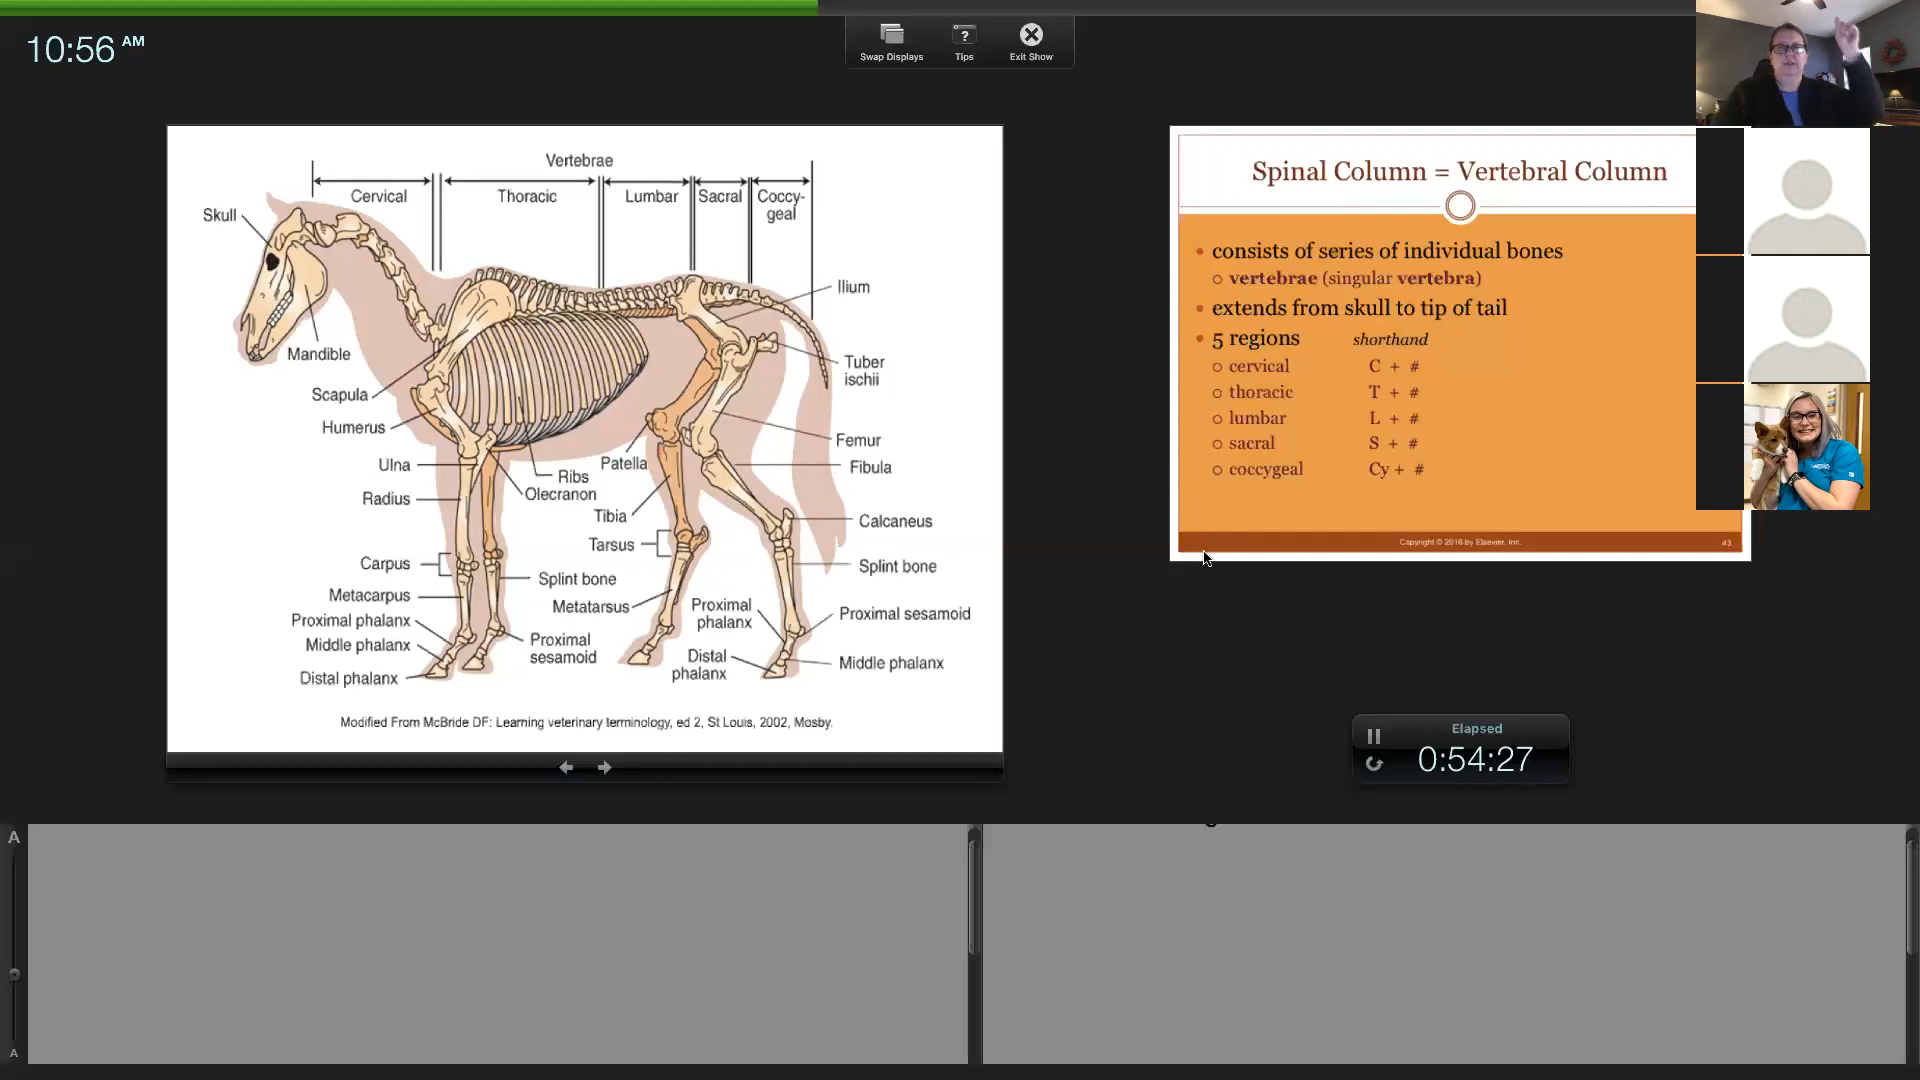 10:56 AM
Swap Displays
Tips
Exit Show
Vertebrae
Cervical
Thoracic
Lumbar
Sacral
Coccy-
geal
Skull
Ilium
Mandible
Tuber
ischii
Scapula
Humerus
Femur
Ulna
Patella
Fibula
Ribs
Radius
Olecranon
Tibia
Calcaneus
Tarsus
Carpus
Splint bone
Splint bone
Metacarpus
Metatarsus
Proximal
phalanx
Proximal sesamoid
Proximal phalanx
Middle phalanx
Proximal
sesamoid
Distal
phalanx
Middle phalanx
Distal phalanx
Modified From McBride DF: Learning veterinary terminology, ed 2, St Louis, 2002, Mosby.
Spinal Column = Vertebral Column
• consists of series of individual bones
○ vertebrae (singular vertebra)
• extends from skull to tip of tail
• 5 regions shorthand
○ cervical C + #
○ thoracic T + #
○ lumbar L + #
○ sacral S + #
○ coccygeal Cy + #
Copyright © 2016 by Elsevier, Inc.
43
Elapsed
0:54:27
A
A